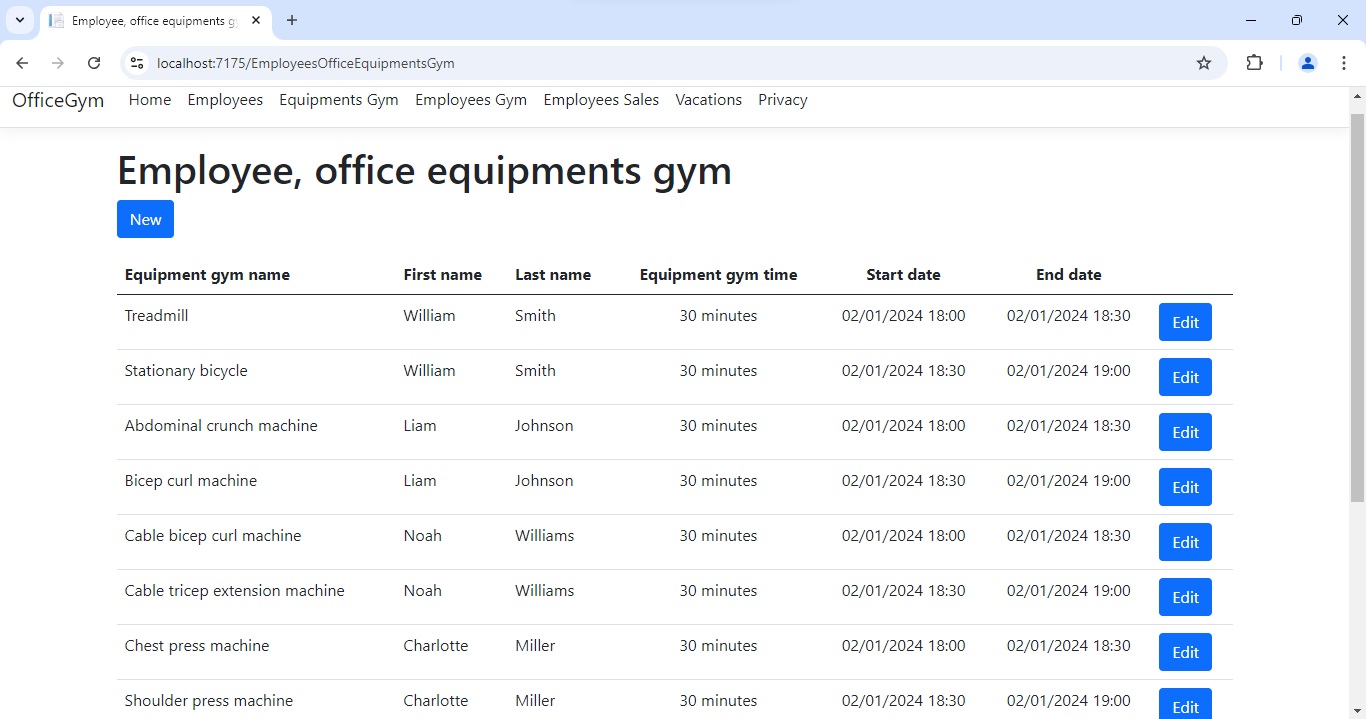 Employee, office equipments g
localhost:7175/EmployeesOfficeEquipmentsGym
OfficeGym Home Employees Equipments Gym Employees Gym Employees Sales Vacations Privacy
Employee, office equipments gym
New
Equipment gym name First name Last name Equipment gym time Start date End date
Treadmill William Smith 30 minutes 02/01/2024 18:00 02/01/2024 18:30 Edit
Stationary bicycle William Smith 30 minutes 02/01/2024 18:30 02/01/2024 19:00 Edit
Abdominal crunch machine Liam Johnson 30 minutes 02/01/2024 18:00 02/01/2024 18:30 Edit
Bicep curl machine Liam Johnson 30 minutes 02/01/2024 18:30 02/01/2024 19:00 Edit
Cable bicep curl machine Noah Williams 30 minutes 02/01/2024 18:00 02/01/2024 18:30 Edit
Cable tricep extension machine Noah Williams 30 minutes 02/01/2024 18:30 02/01/2024 19:00 Edit
Chest press machine Charlotte Miller 30 minutes 02/01/2024 18:00 02/01/2024 18:30 Edit
Shoulder press machine Charlotte Miller 30 minutes 02/01/2024 18:30 02/01/2024 19:00 Edit